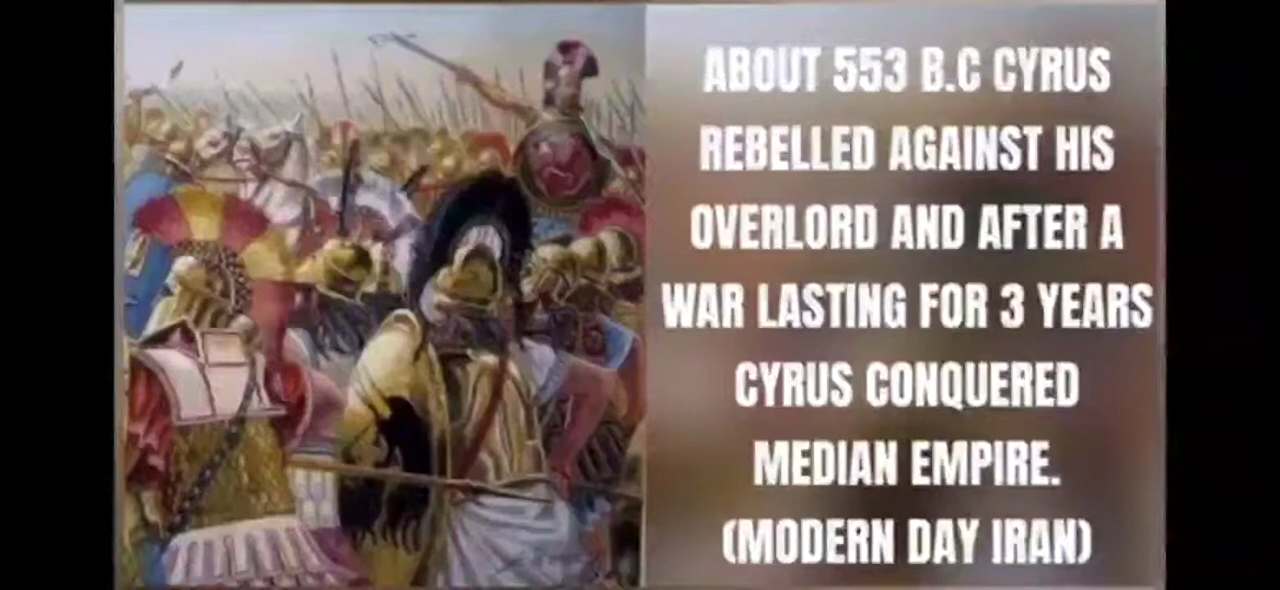 ABOUT 553 B.C CYRUS
REBELLED AGAINST HIS
OVERLORD AND AFTER A
WAR LASTING FOR 3 YEARS
CYRUS CONQUERED
MEDIAN EMPIRE.
(MODERN DAY IRAN)